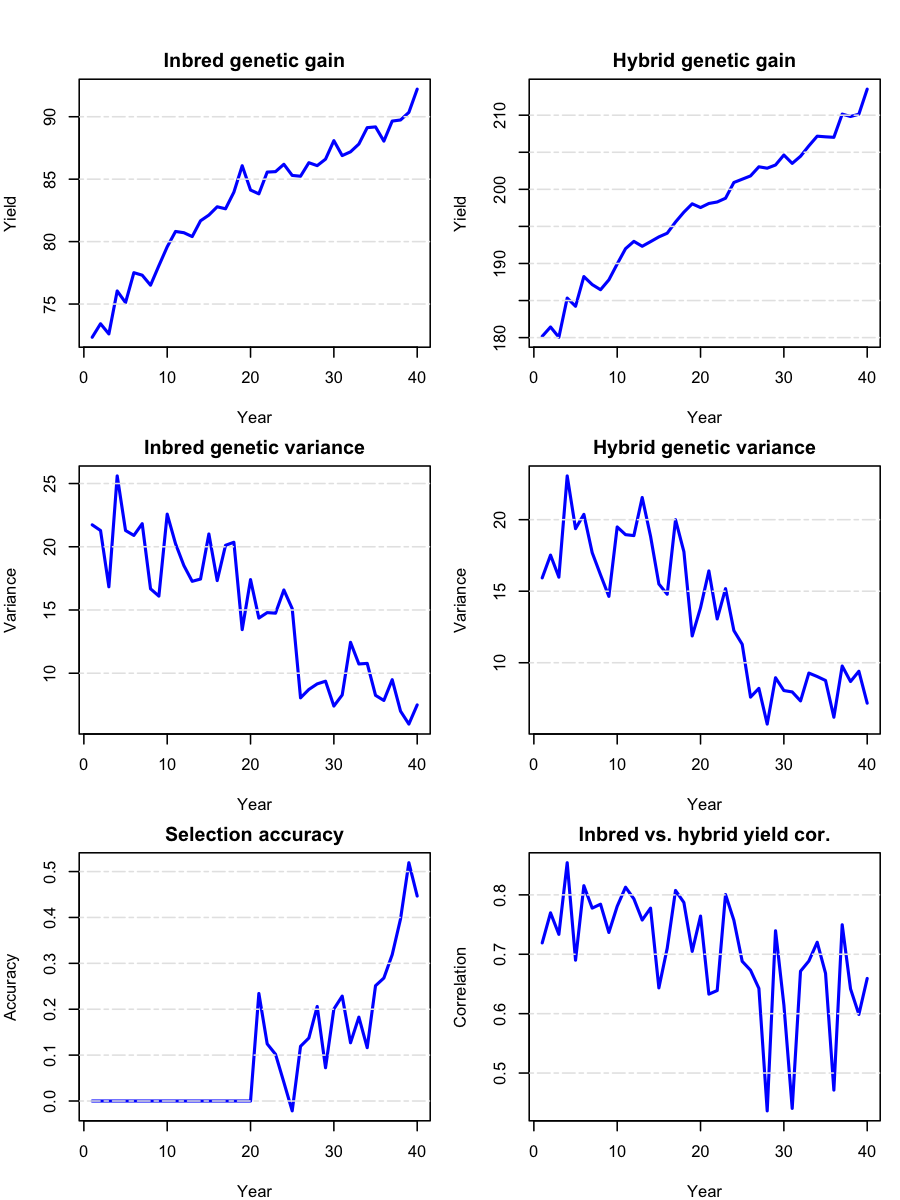 Inbred genetic gain
Yield
90
85
80
75
0 10 20 30 40
Year
Hybrid genetic gain
Yield
210
200
190
180
0 10 20 30 40
Year
Inbred genetic variance
Variance
25
20
15
10
0 10 20 30 40
Year
Hybrid genetic variance
Variance
20
15
10
0 10 20 30 40
Year
Selection accuracy
Accuracy
0.5
0.4
0.3
0.2
0.1
0.0
0 10 20 30 40
Year
Inbred vs. hybrid yield cor.
Correlation
0.8
0.7
0.6
0.5
0 10 20 30 40
Year